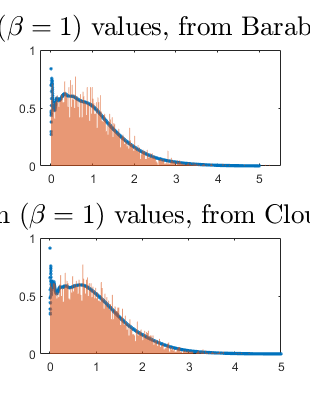 (β = 1) values, from Barab
1
0.5
0
0 1 2 3 4 5
n (β = 1) values, from Clou
1
0.5
0
0 1 2 3 4 5